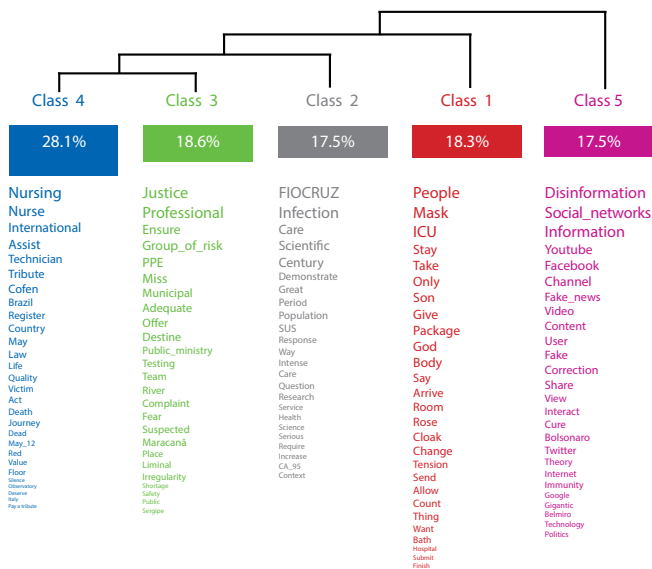 Class 4
28.1%
Nursing
Nurse
International
Assist
Technician
Tribute
Cofen
Brazil
Register
Country
May
Law
Life
Quality
Victim
Act
Death
Journey
Dead
May_12
Red
Value
Floor
Silence
Observatory
Deserve
Italy
Pay a tribute
Class 3
18.6%
Justice
Professional
Ensure
Group_of_risk
PPE
Miss
Municipal
Adequate
Offer
Destine
Public_ministry
Testing
Team
River
Complaint
Fear
Suspected
Maracanã
Place
Liminal
Irregularity
Shortage
Safety
Public
Sergipe
Class 2
17.5%
FIOCRUZ
Infection
Care
Scientific
Century
Demonstrate
Great
Period
Population
SUS
Response
Way
Intense
Care
Question
Research
Service
Health
Science
Serious
Require
Increase
CA_95
Context
Class 1
18.3%
People
Mask
ICU
Stay
Take
Only
Son
Give
Package
God
Body
Say
Arrive
Room
Rose
Cloak
Change
Tension
Send
Allow
Count
Thing
Want
Bath
Hospital
Submit
Finish
Class 5
17.5%
Disinformation
Social_networks
Information
Youtube
Facebook
Channel
Fake_news
Video
Content
User
Fake
Correction
Share
View
Interact
Cure
Bolsonaro
Twitter
Theory
Internet
Immunity
Google
Gigantic
Belmiro
Technology
Politics